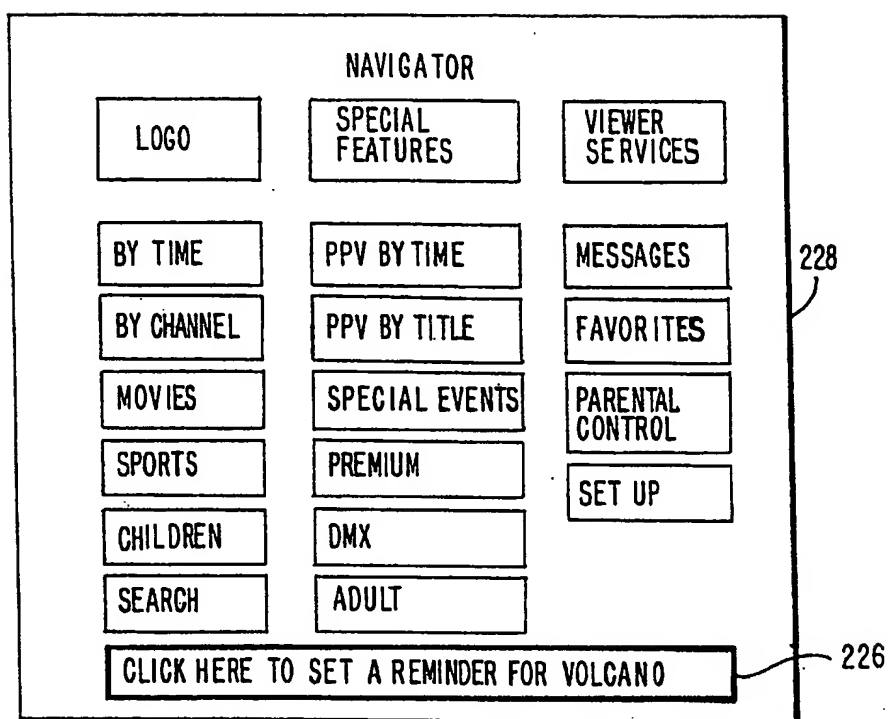 NAVIGATOR
LOGO
SPECIAL
FEATURES
VIEWER
SERVICES
BY TIME
PPV BY TIME
MESSAGES
228
BY CHANNEL
PPV BY TITLE
FAVORITES
MOVIES
SPECIAL EVENTS
PARENTAL
CONTROL
SPORTS
PREMIUM
SET UP
CHILDREN
DMX
SEARCH
ADULT
CLICK HERE TO SET A REMINDER FOR VOLCANO
226